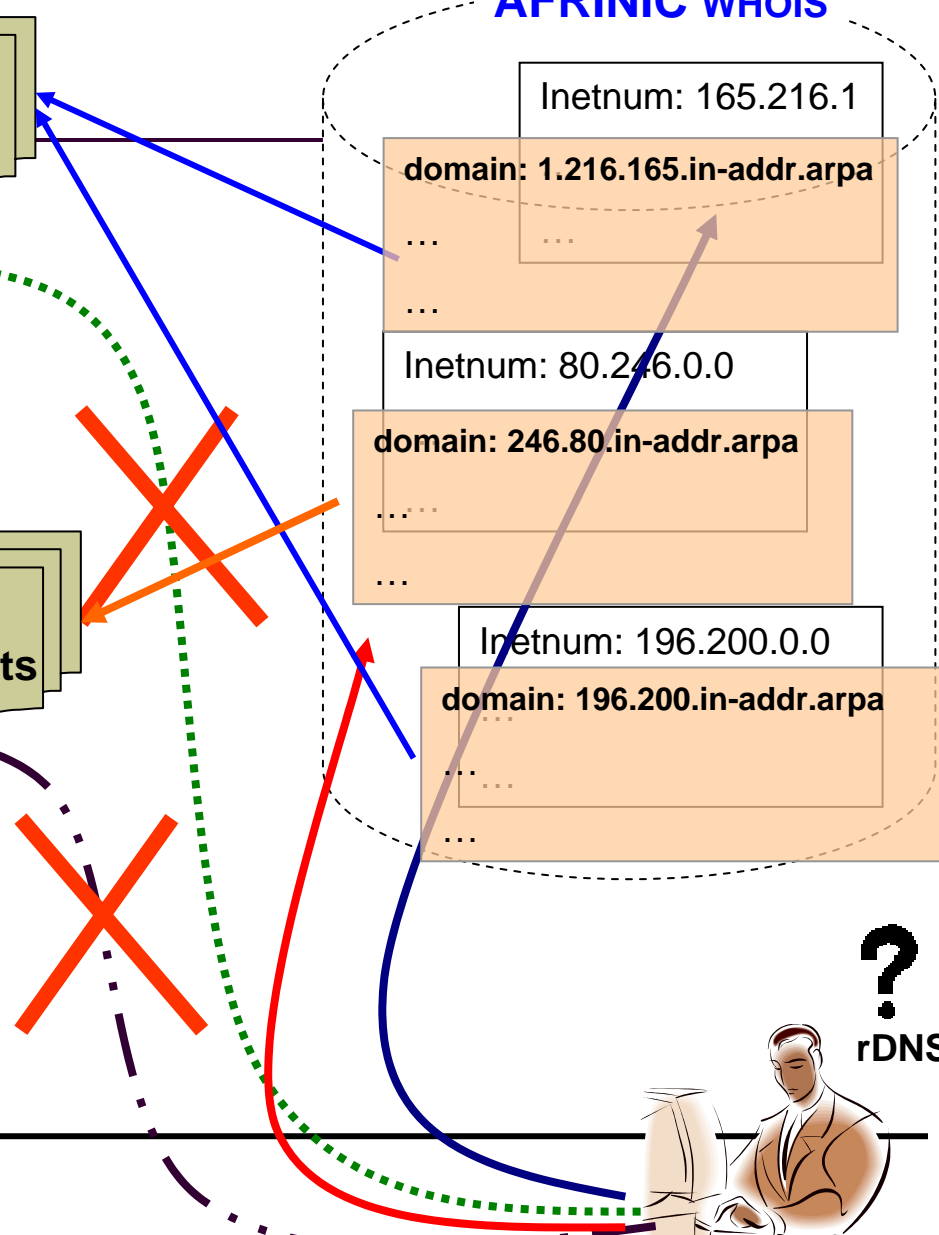 AFRINIC WHOIS
Inetnum: 165.216.1
domain: 1.216.165.in-addr.arpa
...
… …
…
Inetnum: 80.246.0.0
domain: 246.80.in-addr.arpa
… …
…
Inetnum: 196.200.0.0
domain: 196.200.in-addr.arpa
...
… …
…
ts
?
rDNS